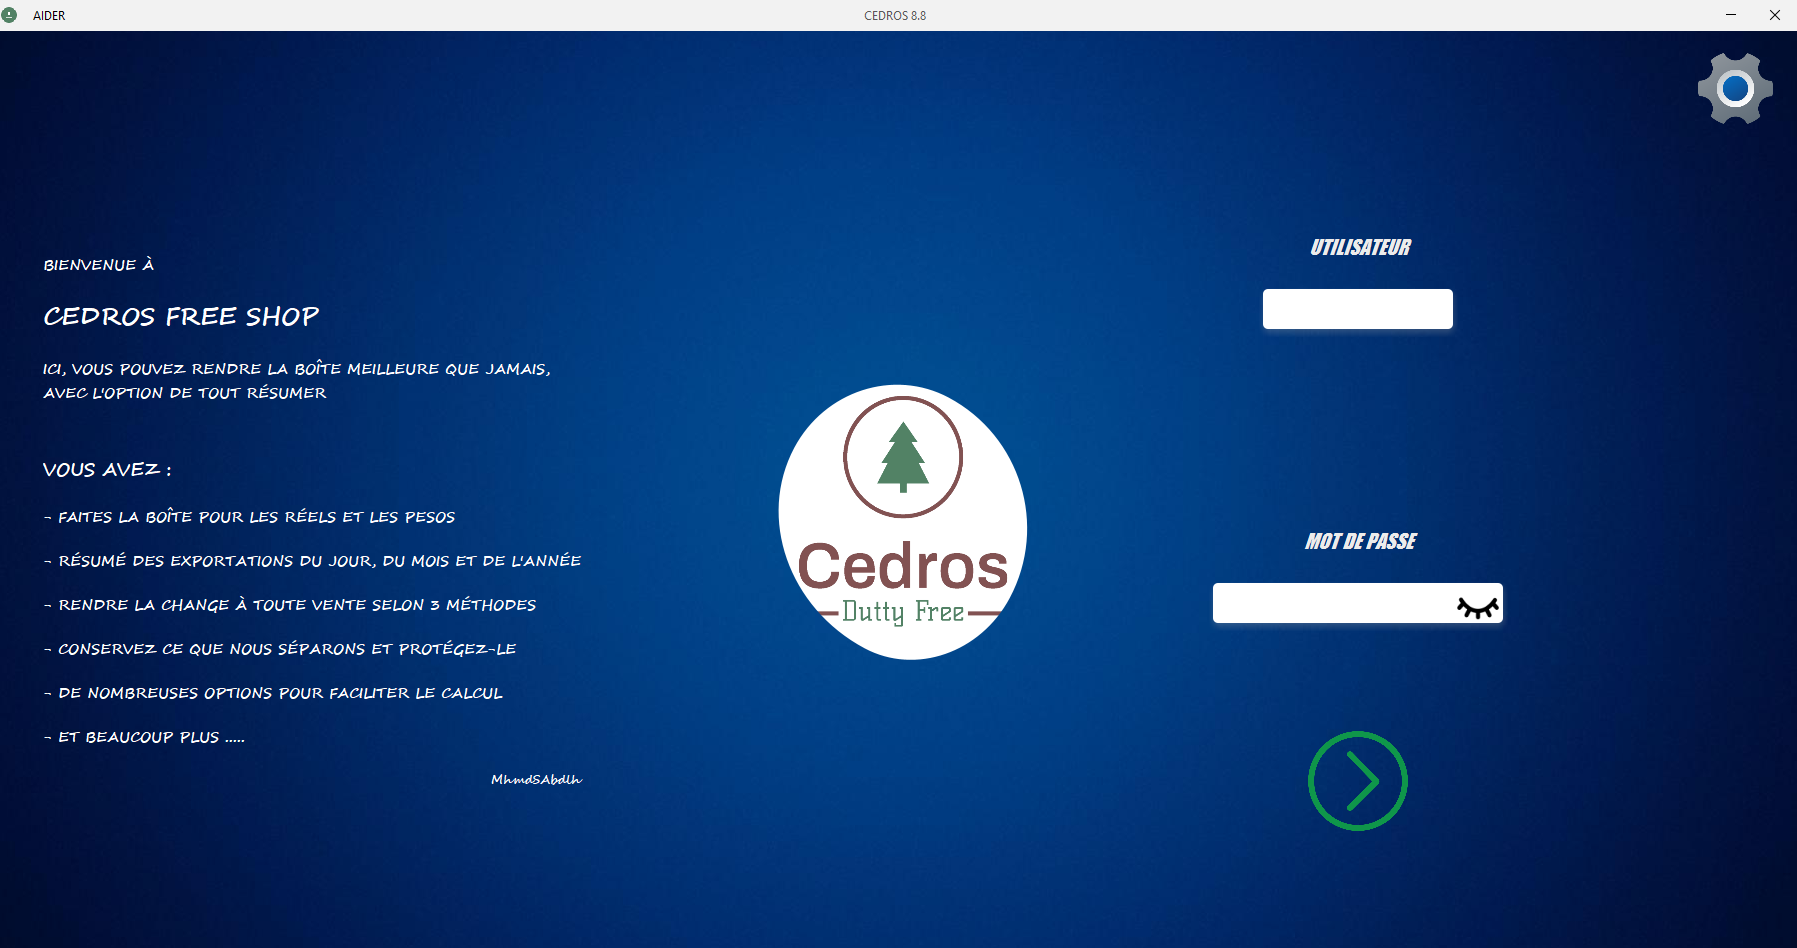 AIDER
CEDROS 8.8
BIENVENUE À
CEDROS FREE SHOP
ICI, VOUS POUVEZ RENDRE LA BOÎTE MEILLEURE QUE JAMAIS,
AVEC L'OPTION DE TOUT RÉSUMER
VOUS AVEZ :
- FAITES LA BOÎTE POUR LES RÉELS ET LES PESOS
- RÉSUMÉ DES EXPORTATIONS DU JOUR, DU MOIS ET DE L'ANNÉE
- RENDRE LA CHANGE À TOUTE VENTE SELON 3 MÉTHODES
- CONSERVEZ CE QUE NOUS SÉPARONS ET PROTÉGEZ-LE
- DE NOMBREUSES OPTIONS POUR FACILITER LE CALCUL
- ET BEAUCOUP PLUS .....
MhmdSAbdlh
Cedros
Dutty Free
UTILISATEUR
MOT DE PASSE